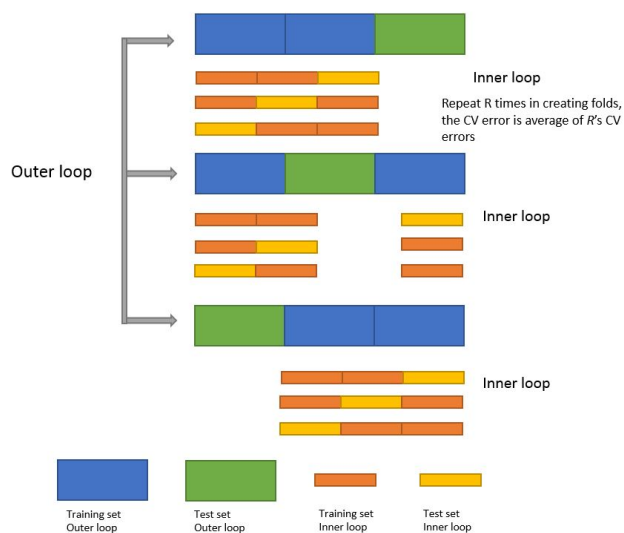 Inner loop
Repeat R times in creating folds,
the CV error is average of R's CV
errors
Outer loop
Inner loop
Inner loop
Training set
Outer loop
Test set
Outer loop
Training set
Inner loop
Test set
Inner loop